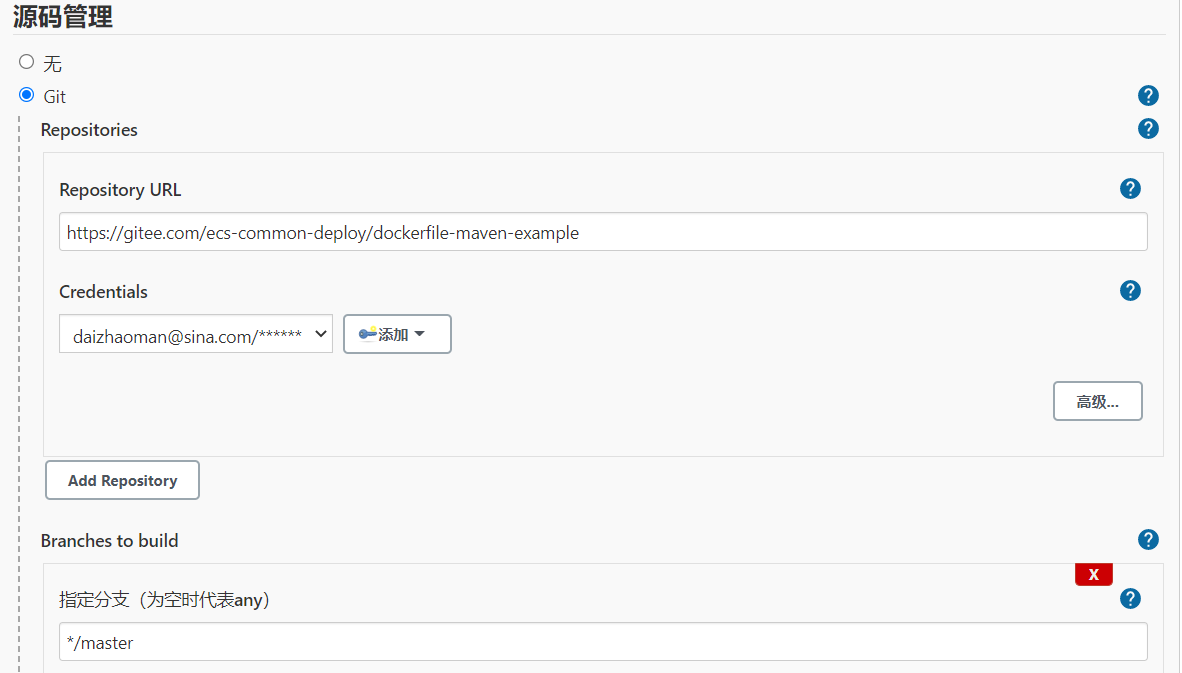 源码管理
无
Git
?
Repositories
?
Repository URL
?
https://gitee.com/ecs-common-deploy/dockerfile-maven-example
Credentials
?
daizhaoman@sina.com/******
添加
高级...
Add Repository
Branches to build
?
X
指定分支（为空时代表any）
?
*/master